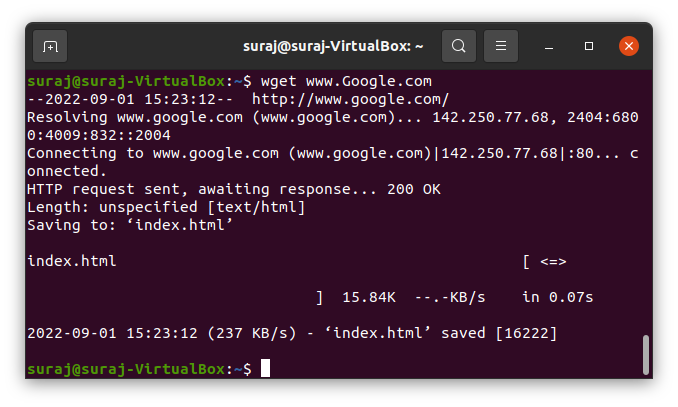 suraj@suraj-VirtualBox: ~
suraj@suraj-VirtualBox:~$ wget www.Google.com
--2022-09-01 15:23:12--  http://www.google.com/
Resolving www.google.com (www.google.com)... 142.250.77.68, 2404:680
0:4009:832::2004
Connecting to www.google.com (www.google.com)|142.250.77.68|:80... c
onnected.
HTTP request sent, awaiting response... 200 OK
Length: unspecified [text/html]
Saving to: ‘index.html’
index.html                                             [ <=>
                                ]  15.84K  --.-KB/s    in 0.07s
2022-09-01 15:23:12 (237 KB/s) - ‘index.html’ saved [16222]
suraj@suraj-VirtualBox:~$